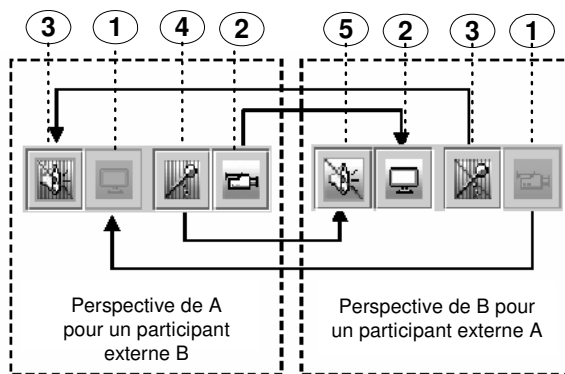 3 1 4 2 5 2 3 1
Perspective de A
pour un participant
externe B
Perspective de B pour
un participant externe A